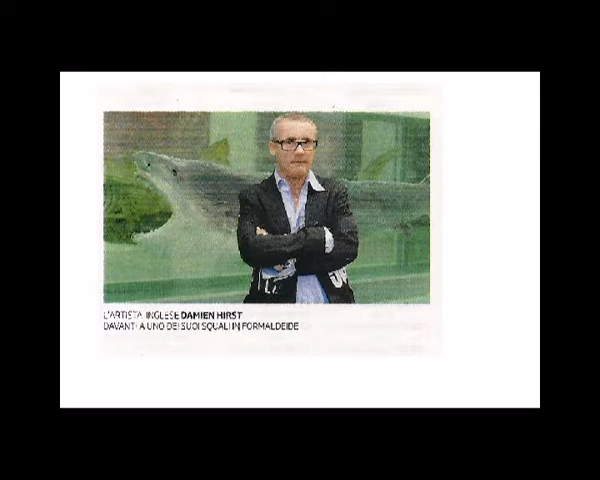 L'ARTISTA INGLESE DAMIEN HIRST
DAVANTI A UNO DEI SUOI SQUALI IN FORMALDEIDE